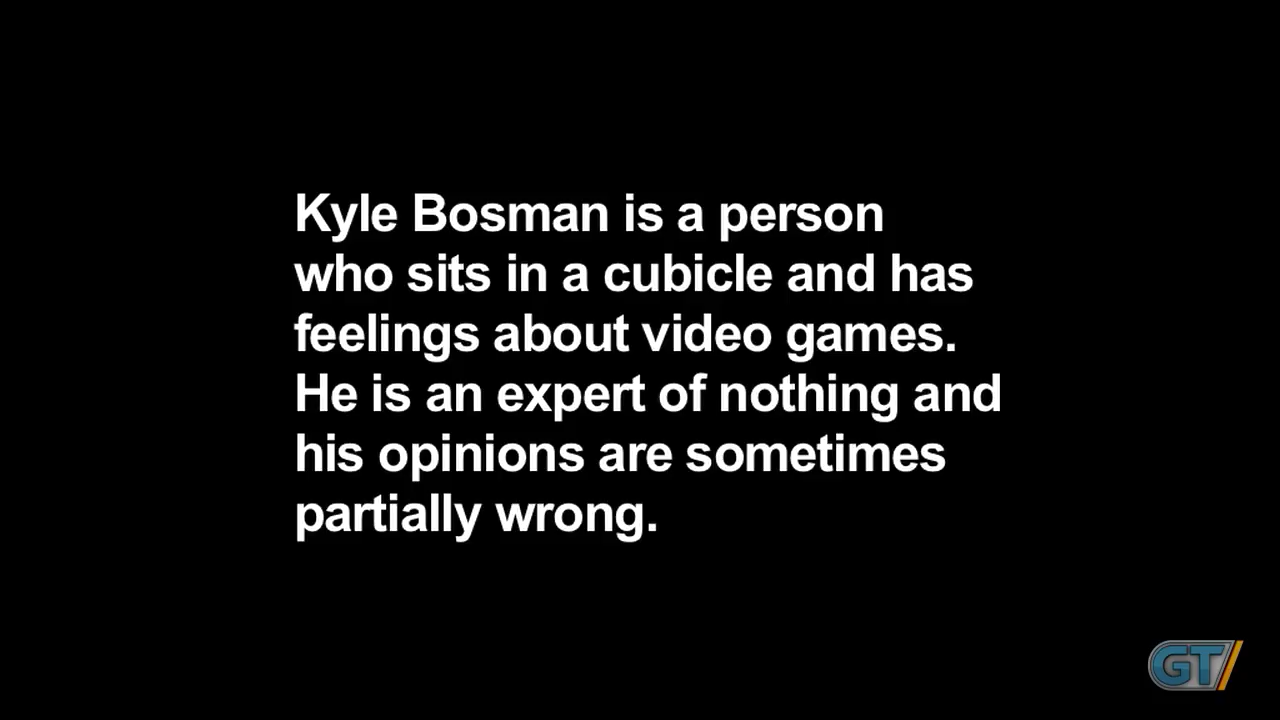 Kyle Bosman is a person
who sits in a cubicle and has
feelings about video games.
He is an expert of nothing and
his opinions are sometimes
partially wrong.
GT